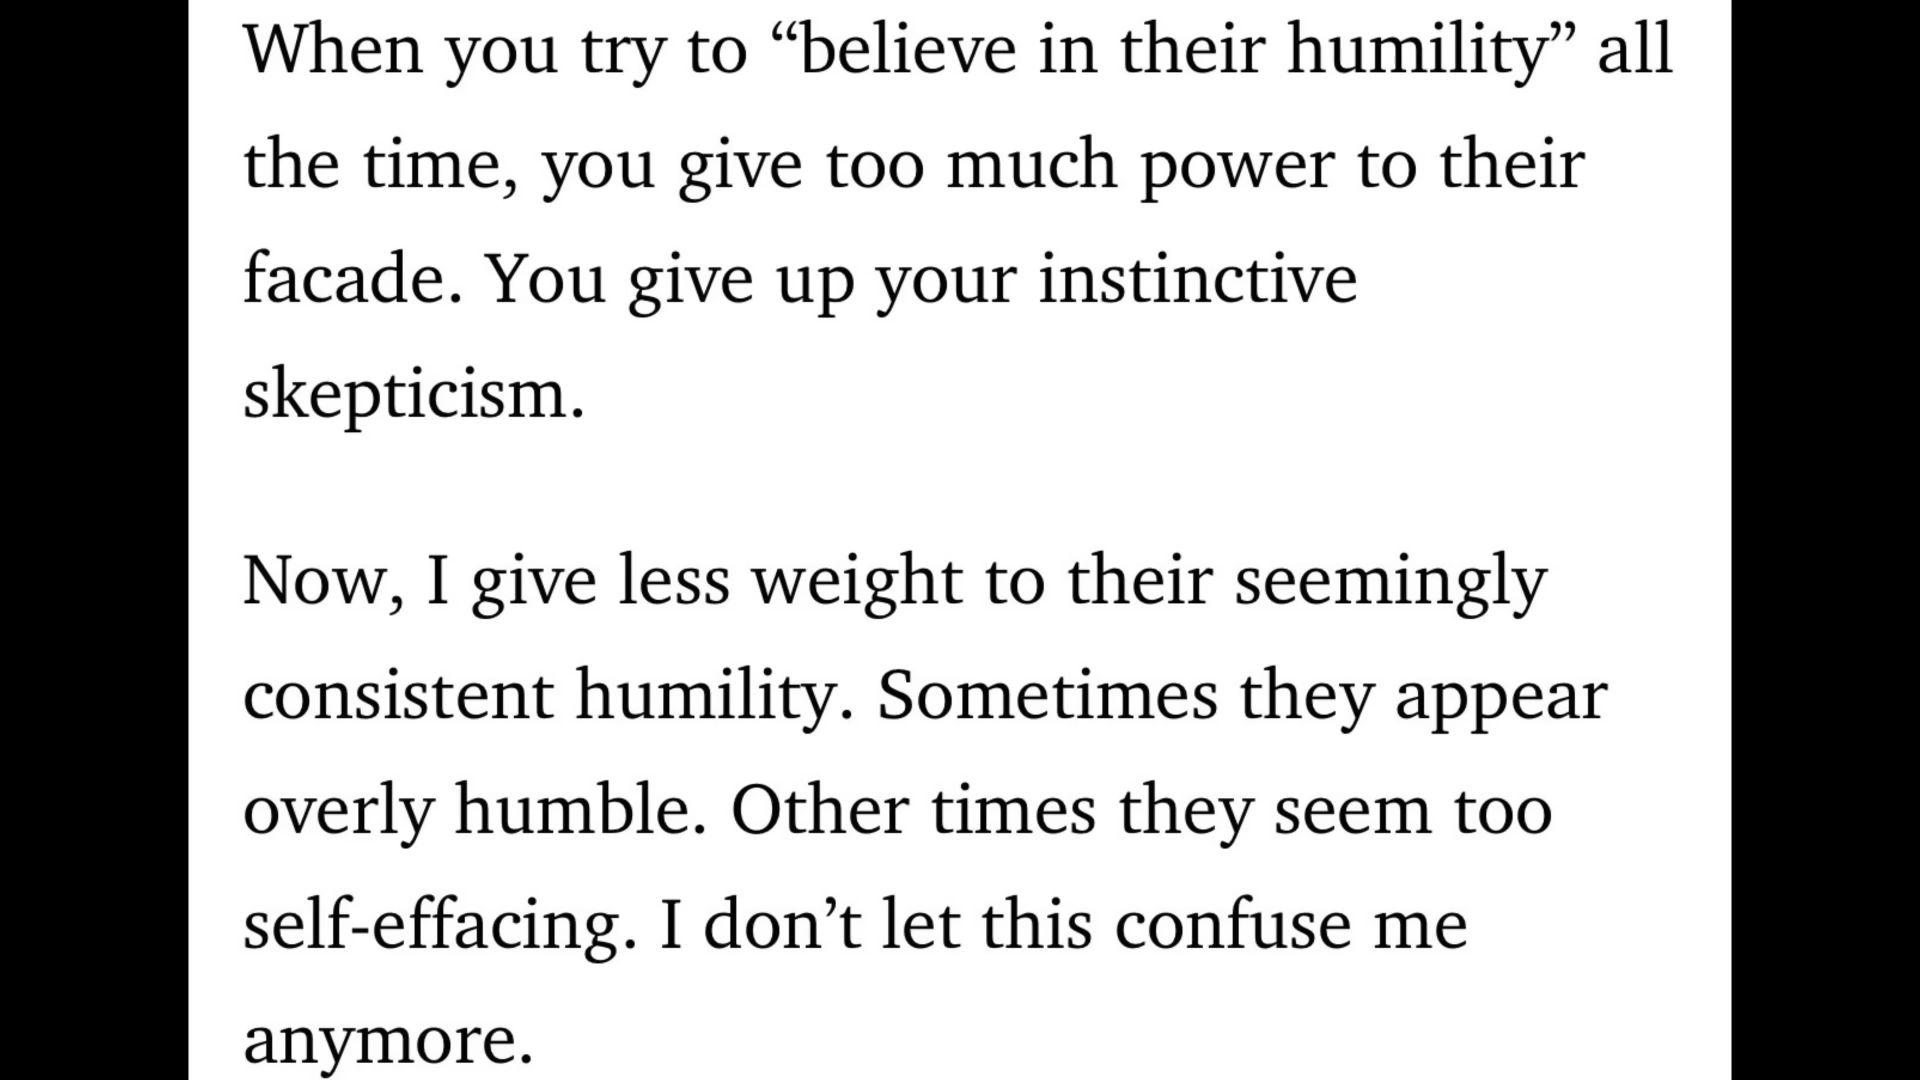 When you try to “believe in their humility” all
the time, you give too much power to their
facade. You give up your instinctive
skepticism.
Now, I give less weight to their seemingly
consistent humility. Sometimes they appear
overly humble. Other times they seem too
self-effacing. I don’t let this confuse me
anymore.